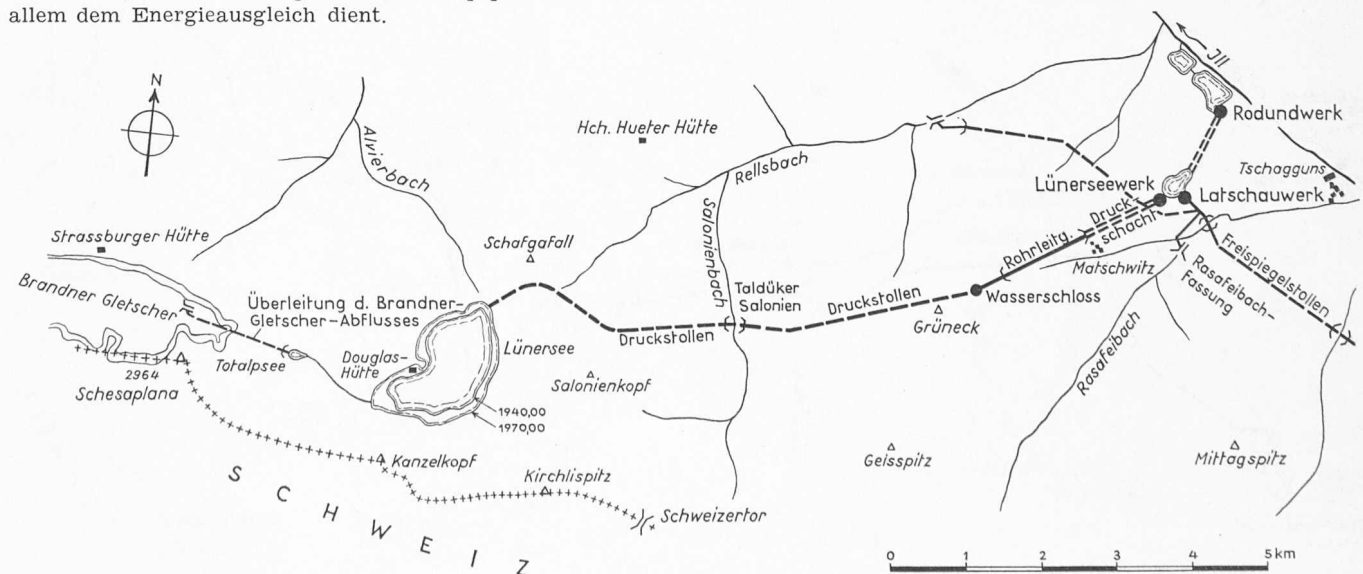 allem dem Energieausgleich dient.
N
Jll
Rodundwerk
Alvierbach
Hch. Hueter Hütte
Rellsbach
Tschagguns
Lünerseewerk
Latschauwerk
Strassburger Hütte
Schafgafall
Salonienbach
Rohrleitg.
Druck-
schacht
Matschwitz
Rasafeibach-
Fassung
Freispiegelstollen
Brandner Gletscher
Überleitung d. Brandner-
Gletscher-Abflusses
Taldüker
Salonien
Druckstollen
Wasserschloss
Grüneck
Druckstollen
Lünersee
Totalpsee
Douglas-
Hütte
2964
Schesaplana
Salonienkopf
Rasafeibach
1940,00
1970,00
Kanzelkopf
Kirchlispitz
Geisspitz
Mittagspitz
Schweizertor
SCHWEIZ
0 1 2 3 4 5 km